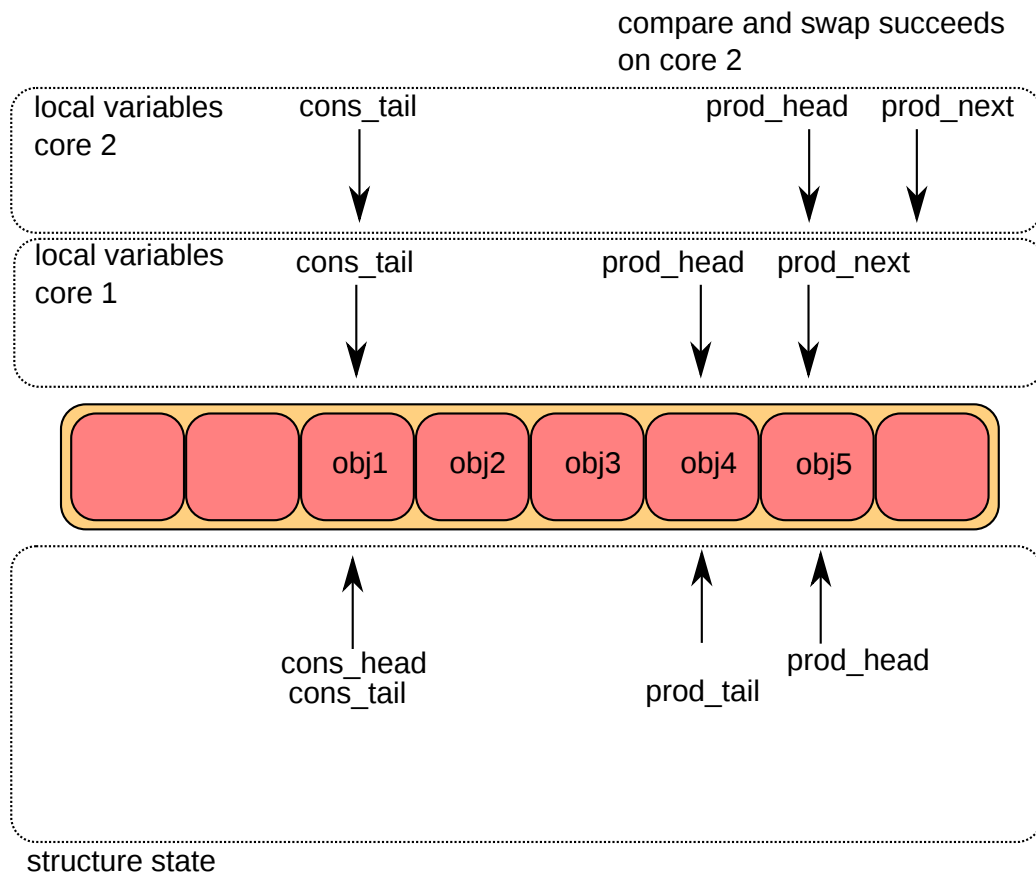 compare and swap succeeds
on core 2
local variables
core 2
cons_tail
prod_head
prod_next
local variables
core 1
cons_tail
prod_head
prod_next
obj1
obj2
obj3
obj4
obj5
cons_head
cons_tail
prod_tail
prod_head
structure state